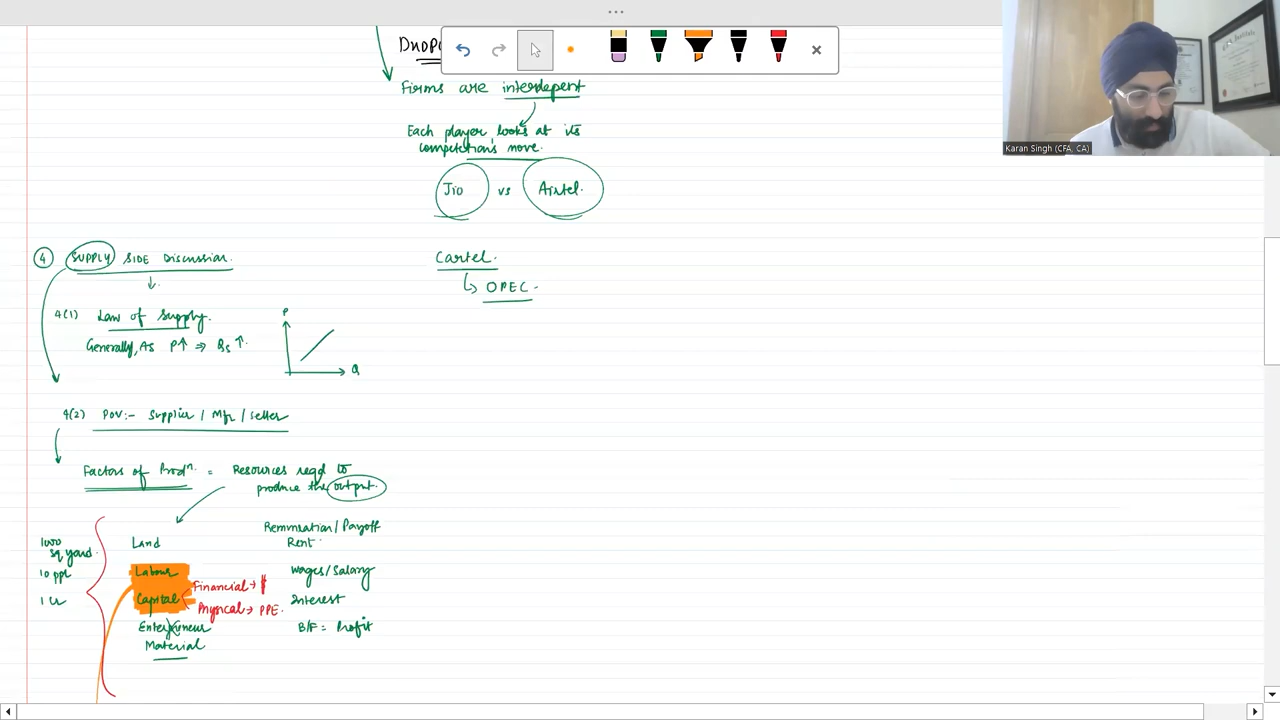 Firms are interdepent
Each player looks at its
competitions move.
Jio vs Airtel.
Karan Singh (CFA, CA)
④ SUPPLY SIDE Discussion.
Cartel.
↳ OPEC.
4(1) Law of Supply.
Generally, As P↑ ⇒ Qs ↑.
P
Q
4(2) POV:- Supplier / Mfr / Seller
Factors of Prodⁿ. = Resources reqd to
produce the output.
Remuneration / Payoff
1000 sq yard. Land Rent
10 ppl Labour Wages/Salary
Financial → $
1 cr Capital Interest
Physical → PPE.
Entrepreneur B/F = Profit
Material